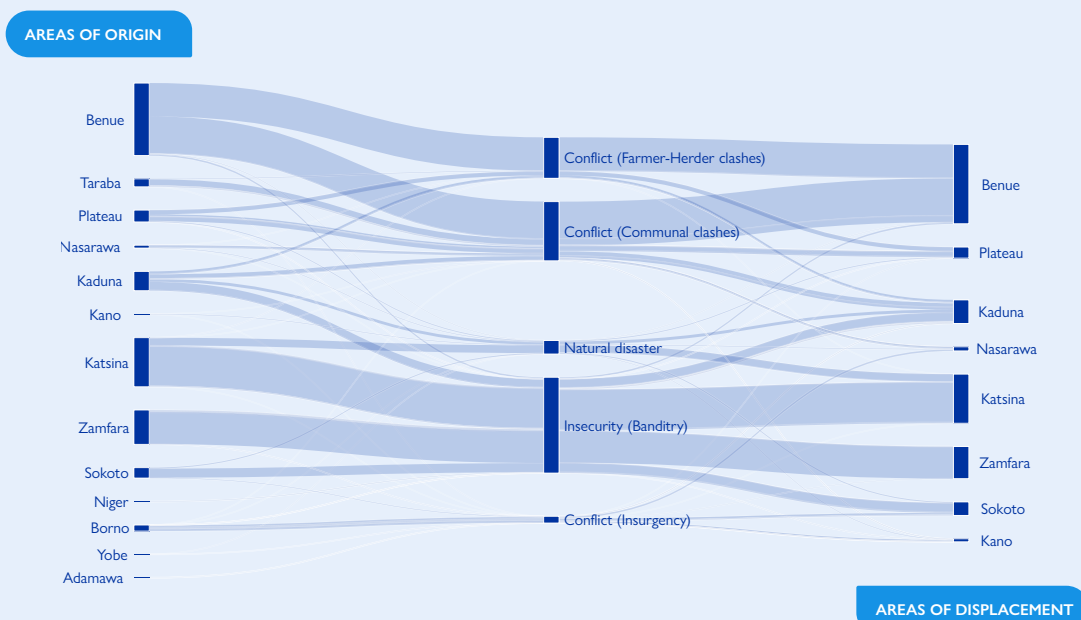 AREAS OF ORIGIN
Benue
Taraba
Plateau
Nasarawa
Kaduna
Kano
Katsina
Zamfara
Sokoto
Niger
Borno
Yobe
Adamawa
Conflict (Farmer-Herder clashes)
Conflict (Communal clashes)
Natural disaster
Insecurity (Banditry)
Conflict (Insurgency)
Benue
Plateau
Kaduna
Nasarawa
Katsina
Zamfara
Sokoto
Kano
AREAS OF DISPLACEMENT